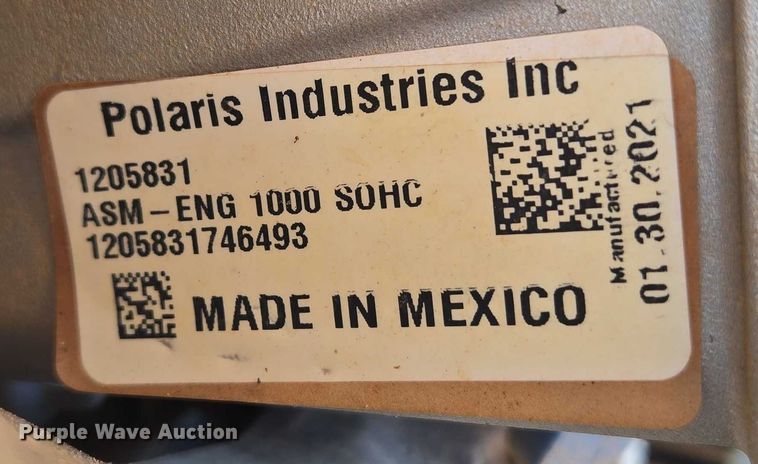 Polaris Industries Inc
1205831
ASM-ENG 1000 SOHC
1205831746493
MADE IN MEXICO
Manufactured
01.30.2021
Purple Wave Auction